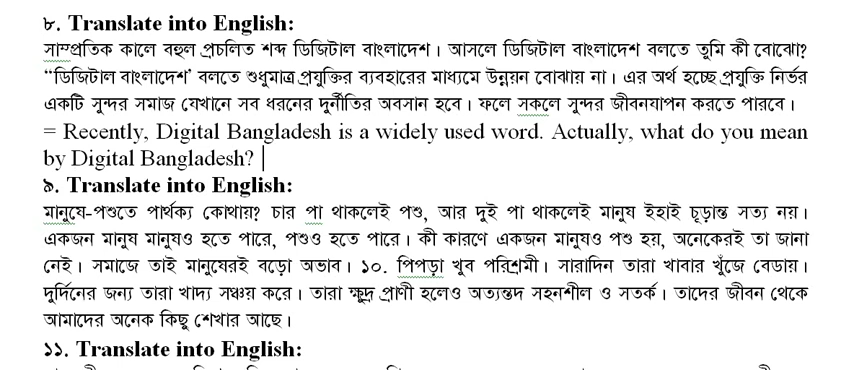 ৮. Translate into English:
সাম্প্রতিক কালে বহুল প্রচলিত শব্দ ডিজিটাল বাংলাদেশ। আসলে ডিজিটাল বাংলাদেশ বলতে তুমি কী বোঝো?
“ডিজিটাল বাংলাদেশ’ বলতে শুধুমাত্র প্রযুক্তির ব্যবহারের মাধ্যমে উন্নয়ন বোঝায় না। এর অর্থ হচ্ছে প্রযুক্তি নির্ভর
একটি সুন্দর সমাজ যেখানে সব ধরনের দুর্নীতির অবসান হবে। ফলে সকলে সুন্দর জীবনযাপন করতে পারবে।
= Recently, Digital Bangladesh is a widely used word. Actually, what do you mean
by Digital Bangladesh?
৯. Translate into English:
মানুষে-পশুতে পার্থক্য কোথায়? চার পা থাকলেই পশু, আর দুই পা থাকলেই মানুষ ইহাই চূড়ান্ত সত্য নয়।
একজন মানুষ মানুষও হতে পারে, পশুও হতে পারে। কী কারণে একজন মানুষও পশু হয়, অনেকেরই তা জানা
নেই। সমাজে তাই মানুষেরই বড়ো অভাব। ১০. পিপড়া খুব পরিশ্রমী। সারাদিন তারা খাবার খুঁজে বেডায়।
দুর্দিনের জন্য তারা খাদ্য সঞ্চয় করে। তারা ক্ষুদ্র প্রাণী হলেও অত্যন্তদ সহনশীল ও সতর্ক। তাদের জীবন থেকে
আমাদের অনেক কিছু শেখার আছে।
১১. Translate into English: